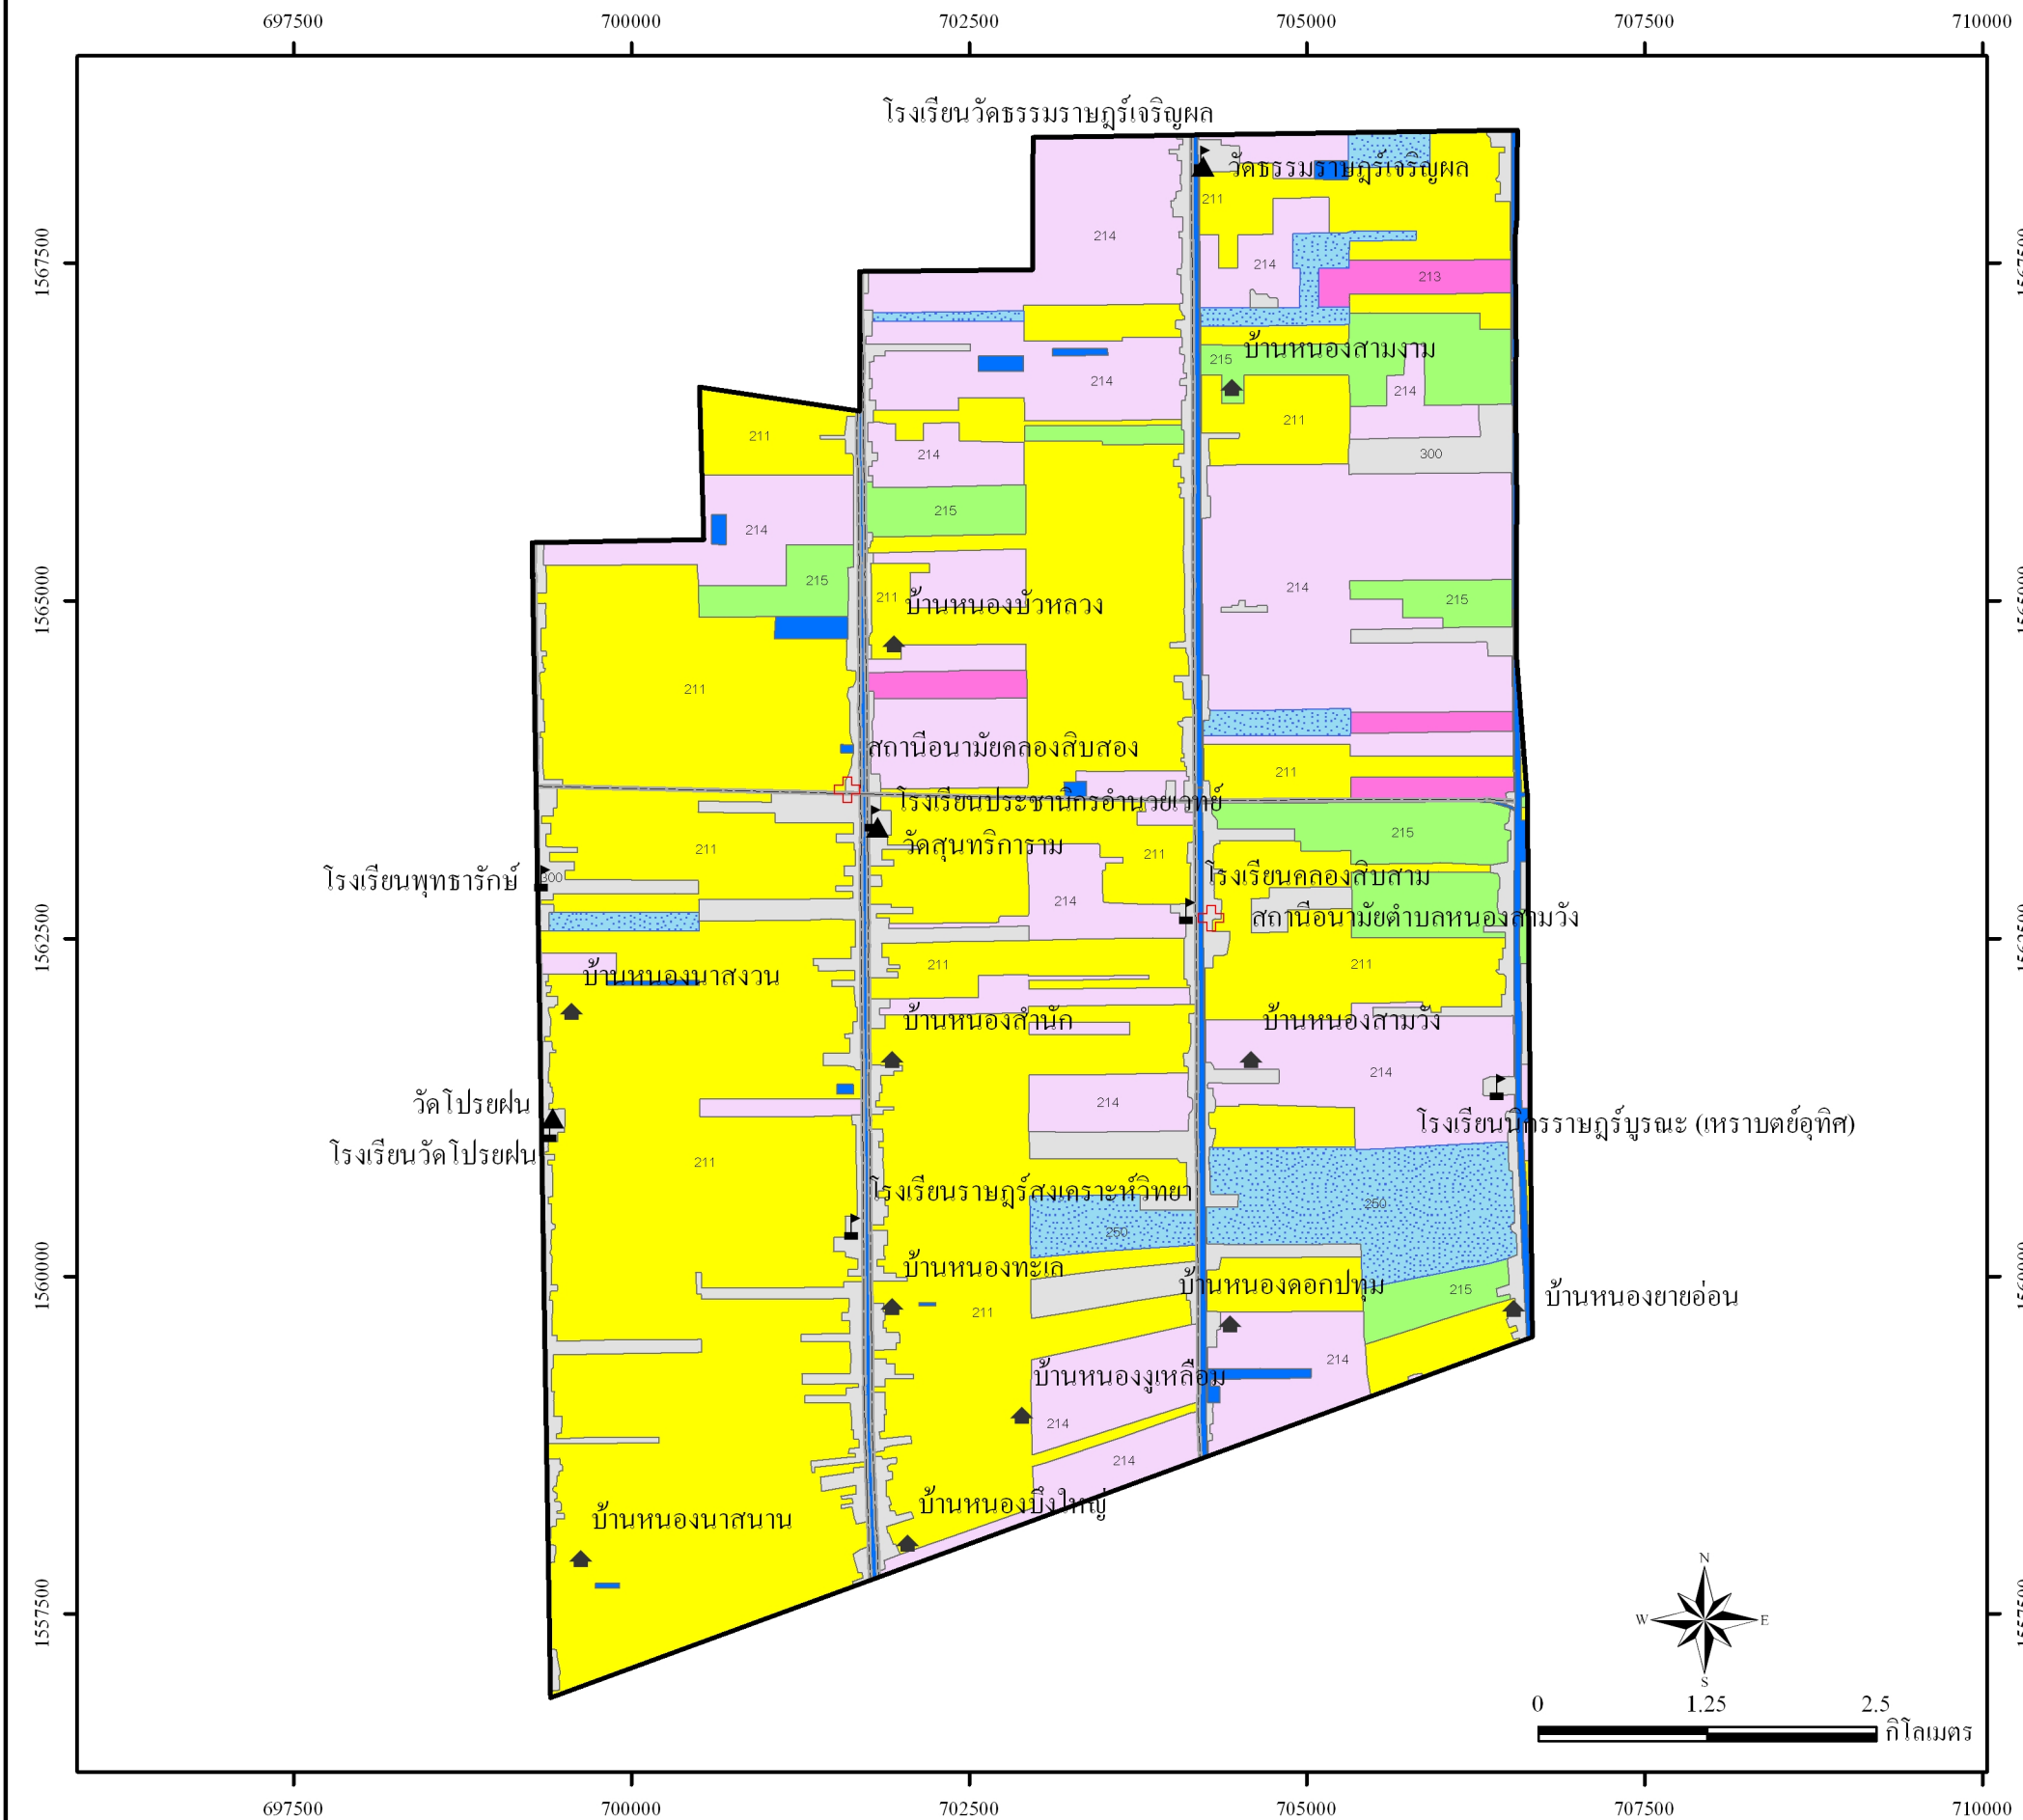 697500 700000 702500 705000 707500 710000
โรงเรียนวัดธรรมราษฎร์เจริญผล
วัดธรรมราษฎร์เจริญผล
211
214
1567500
1567500
214
213
บ้านหนองสามงาม
215
214
214
211
211
214
300
215
214
215
1565000
1565000
214
215
211
บ้านหนองบัวหลวง
211
สถานีอนามัยคลองสิบสอง
211
โรงเรียนประชานิกรอำนวยเวทย์
215
วัดสุนทริการาม
211
211
โรงเรียนพุทธารักษ์
300
โรงเรียนคลองสิบสาม
214
สถานีอนามัยตำบลหนองสามวัง
1562500
1562500
211
211
บ้านหนองนาสงวน
บ้านหนองสำนัก
บ้านหนองสามวัง
214
วัดโปรยฝน
214
โรงเรียนนิกรราษฎร์บูรณะ (เหราบตย์อุทิศ)
โรงเรียนวัดโปรยฝน
211
โรงเรียนราษฎร์สงเคราะห์วิทยา
250
250
1560000
1560000
บ้านหนองทะเล
บ้านหนองดอกปทุม
215
บ้านหนองยายอ่อน
211
214
บ้านหนองงูเหลือม
214
214
บ้านหนองบึงใหญ่
บ้านหนองนาสนาน
1557500
1557500
N
W E
S
0 1.25 2.5
กิโลเมตร
697500 700000 702500 705000 707500 710000